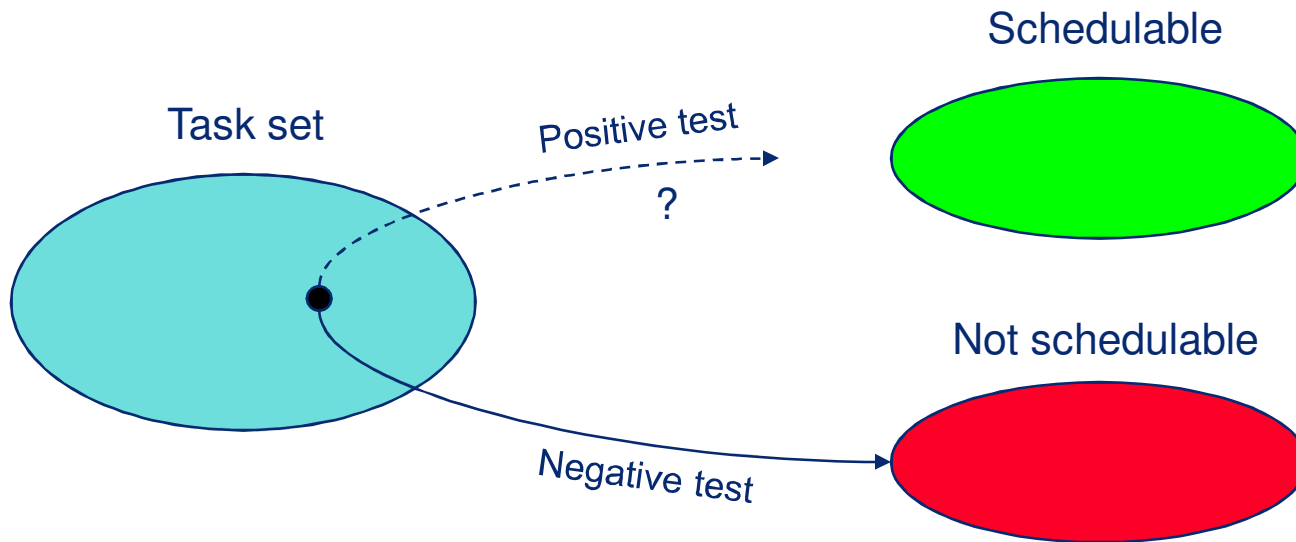 Schedulable
Task set
Positive test
?
Not schedulable
Negative test